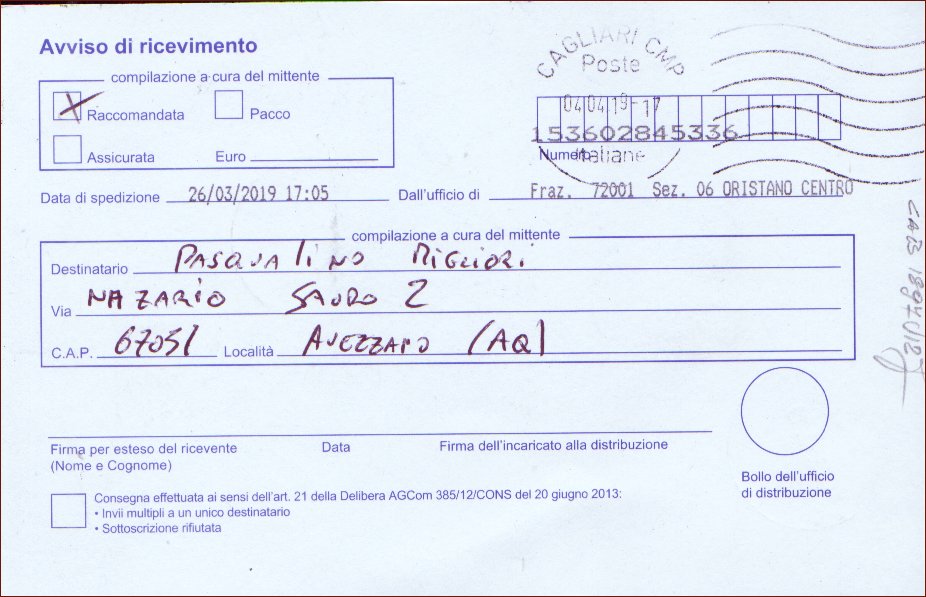 Avviso di ricevimento
CAGLIARI CMP
Poste
compilazione a cura del mittente
Raccomandata
Pacco
04 04 19-17
153602845336
Assicurata
Euro
Numero
Italiane
Data di spedizione 26/03/2019 17:05 Dall'ufficio di Fraz. 72001 Sez. 06 ORISTANO CENTRO
compilazione a cura del mittente
Destinatario PASQUALINO MIGLIORI
Via NAZARIO SAURO 2
C.A.P. 67051 Località AVEZZANO (AQ)
Firma per esteso del ricevente
(Nome e Cognome)
Data
Firma dell'incaricato alla distribuzione
Bollo dell'ufficio
di distribuzione
Consegna effettuata ai sensi dell'art. 21 della Delibera AGCom 385/12/CONS del 20 giugno 2013:
• Invii multipli a un unico destinatario
• Sottoscrizione rifiutata